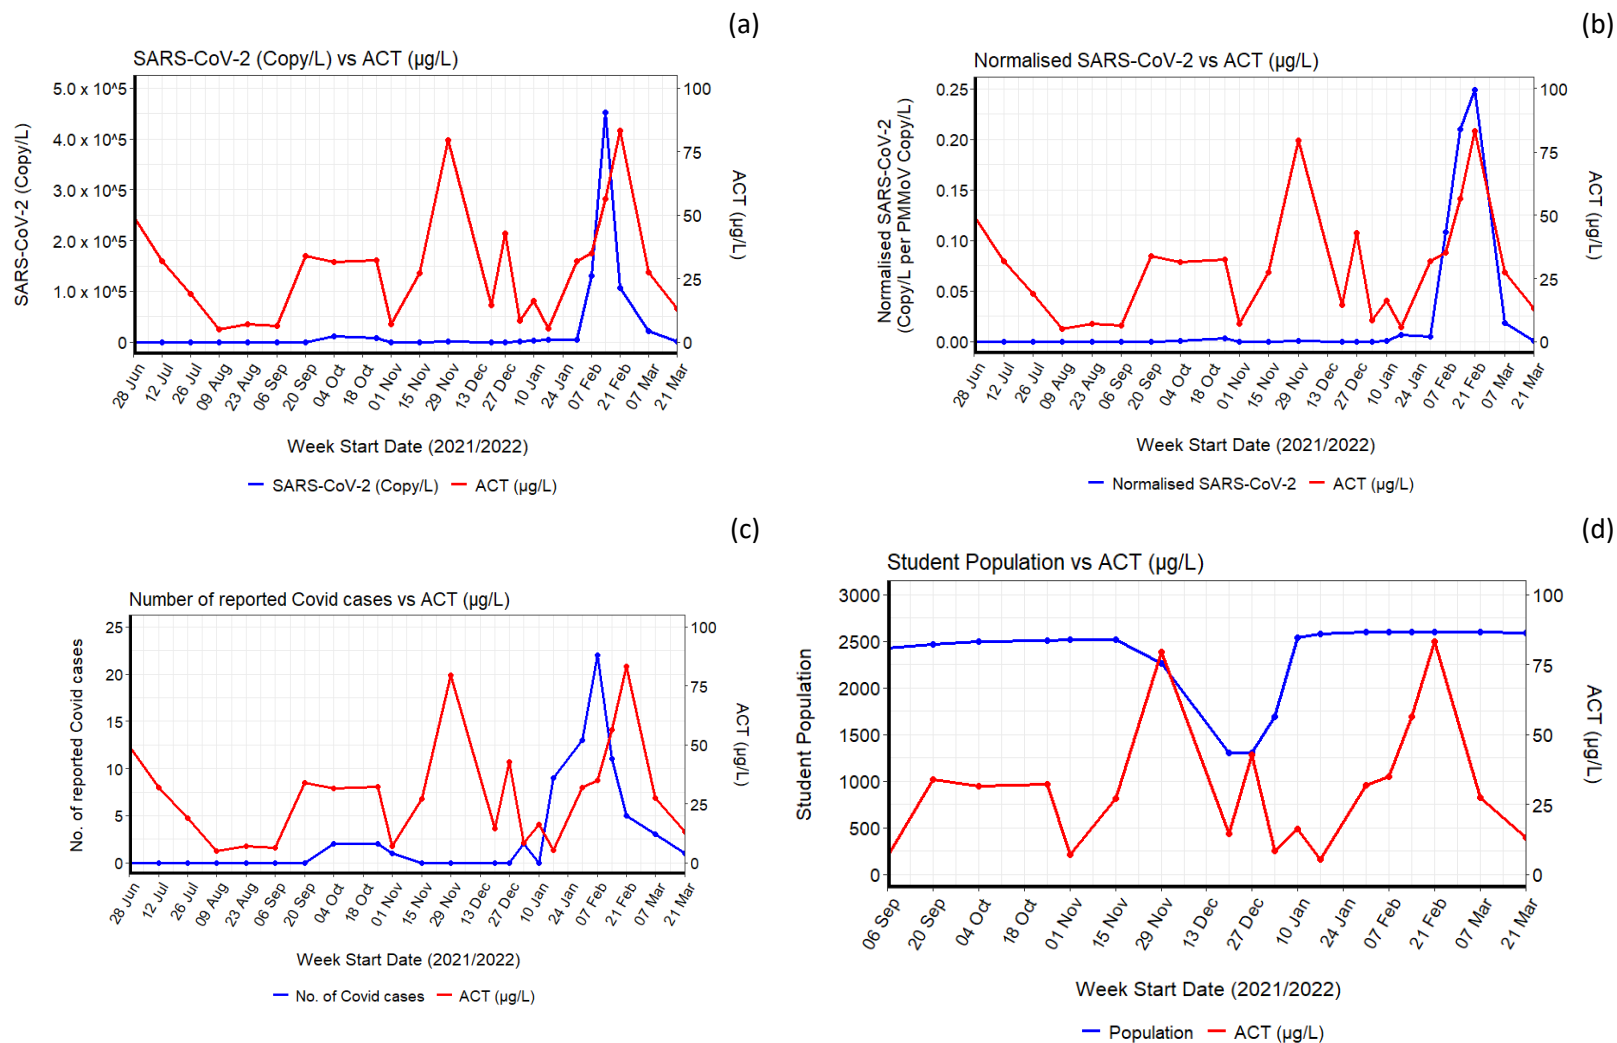 (a)
SARS-CoV-2 (Copy/L) vs ACT (µg/L)
SARS-CoV-2 (Copy/L)
5.0 x 10^5
4.0 x 10^5
3.0 x 10^5
2.0 x 10^5
1.0 x 10^5
0
100
75
50
25
0
ACT (µg/L)
28 Jun
12 Jul
26 Jul
09 Aug
23 Aug
06 Sep
20 Sep
04 Oct
18 Oct
01 Nov
15 Nov
29 Nov
13 Dec
27 Dec
10 Jan
24 Jan
07 Feb
21 Feb
07 Mar
21 Mar
Week Start Date (2021/2022)
SARS-CoV-2 (Copy/L) ACT (µg/L)
(b)
Normalised SARS-CoV-2 vs ACT (µg/L)
Normalised SARS-CoV-2
(Copy/L per PMMoV Copy/L)
0.25
0.20
0.15
0.10
0.05
0.00
100
75
50
25
0
ACT (µg/L)
28 Jun
12 Jul
26 Jul
09 Aug
23 Aug
06 Sep
20 Sep
04 Oct
18 Oct
01 Nov
15 Nov
29 Nov
13 Dec
27 Dec
10 Jan
24 Jan
07 Feb
21 Feb
07 Mar
21 Mar
Week Start Date (2021/2022)
Normalised SARS-CoV-2 ACT (µg/L)
(c)
Number of reported Covid cases vs ACT (µg/L)
No. of reported Covid cases
25
20
15
10
5
0
100
75
50
25
0
ACT (µg/L)
28 Jun
12 Jul
26 Jul
09 Aug
23 Aug
06 Sep
20 Sep
04 Oct
18 Oct
01 Nov
15 Nov
29 Nov
13 Dec
27 Dec
10 Jan
24 Jan
07 Feb
21 Feb
07 Mar
21 Mar
Week Start Date (2021/2022)
No. of Covid cases ACT (µg/L)
(d)
Student Population vs ACT (µg/L)
Student Population
3000
2500
2000
1500
1000
500
0
100
75
50
25
0
ACT (µg/L)
06 Sep
20 Sep
04 Oct
18 Oct
01 Nov
15 Nov
29 Nov
13 Dec
27 Dec
10 Jan
24 Jan
07 Feb
21 Feb
07 Mar
21 Mar
Week Start Date (2021/2022)
Population ACT (µg/L)